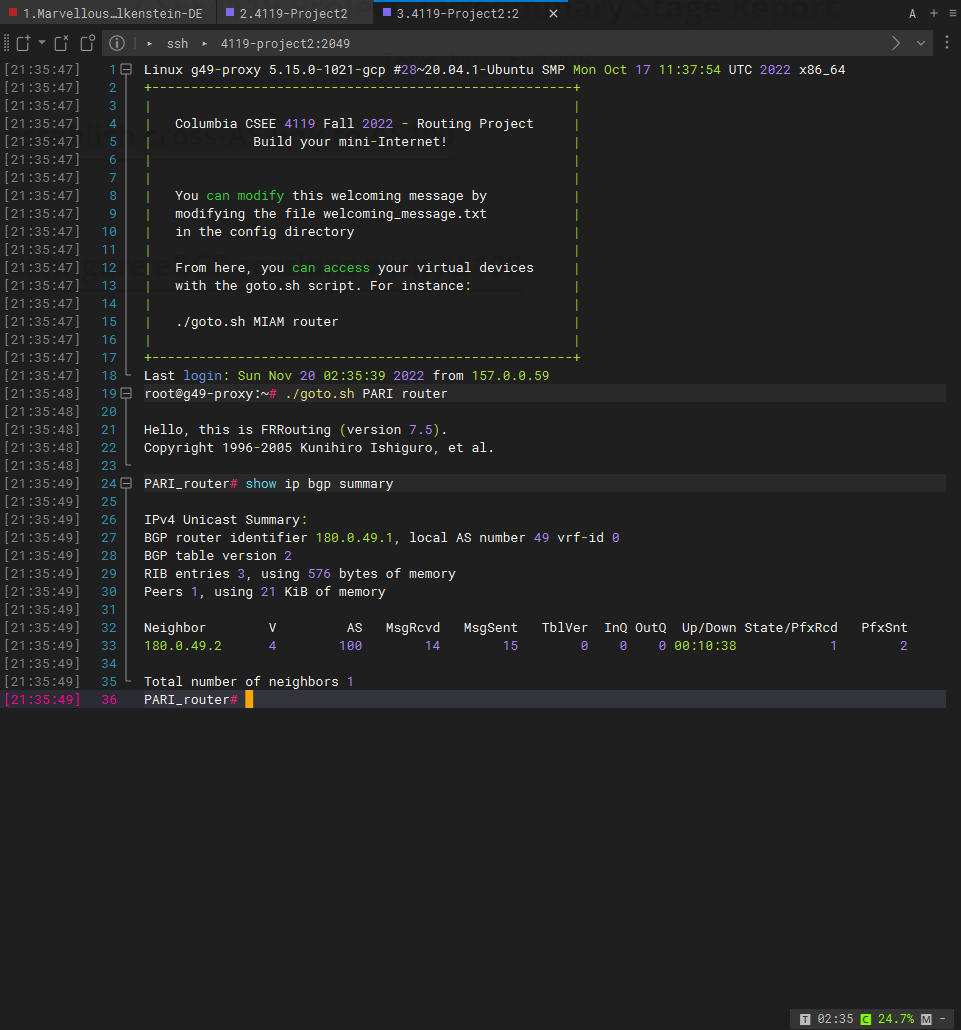 1.Marvellous…lkenstein-DE
2.4119-Project2
3.4119-Project2:2 ✕
A + ≡
ssh ▸ 4119-project2:2049
[21:35:47] 1 Linux g49-proxy 5.15.0-1021-gcp #28~20.04.1-Ubuntu SMP Mon Oct 17 11:37:54 UTC 2022 x86_64
[21:35:47] 2 +------------------------------------------------------+
[21:35:47] 3 | |
[21:35:47] 4 | Columbia CSEE 4119 Fall 2022 - Routing Project |
[21:35:47] 5 | Build your mini-Internet! |
[21:35:47] 6 | |
[21:35:47] 7 | |
[21:35:47] 8 | You can modify this welcoming message by |
[21:35:47] 9 | modifying the file welcoming_message.txt |
[21:35:47] 10 | in the config directory |
[21:35:47] 11 | |
[21:35:47] 12 | From here, you can access your virtual devices |
[21:35:47] 13 | with the goto.sh script. For instance: |
[21:35:47] 14 | |
[21:35:47] 15 | ./goto.sh MIAM router |
[21:35:47] 16 | |
[21:35:47] 17 +------------------------------------------------------+
[21:35:47] 18 Last login: Sun Nov 20 02:35:39 2022 from 157.0.0.59
[21:35:48] 19 root@g49-proxy:~# ./goto.sh PARI router
[21:35:48] 20
[21:35:48] 21 Hello, this is FRRouting (version 7.5).
[21:35:48] 22 Copyright 1996-2005 Kunihiro Ishiguro, et al.
[21:35:48] 23
[21:35:49] 24 PARI_router# show ip bgp summary
[21:35:49] 25
[21:35:49] 26 IPv4 Unicast Summary:
[21:35:49] 27 BGP router identifier 180.0.49.1, local AS number 49 vrf-id 0
[21:35:49] 28 BGP table version 2
[21:35:49] 29 RIB entries 3, using 576 bytes of memory
[21:35:49] 30 Peers 1, using 21 KiB of memory
[21:35:49] 31
[21:35:49] 32 Neighbor V AS MsgRcvd MsgSent TblVer InQ OutQ Up/Down State/PfxRcd PfxSnt
[21:35:49] 33 180.0.49.2 4 100 14 15 0 0 0 00:10:38 1 2
[21:35:49] 34
[21:35:49] 35 Total number of neighbors 1
[21:35:49] 36 PARI_router#
T 02:35 C 24.7% M -